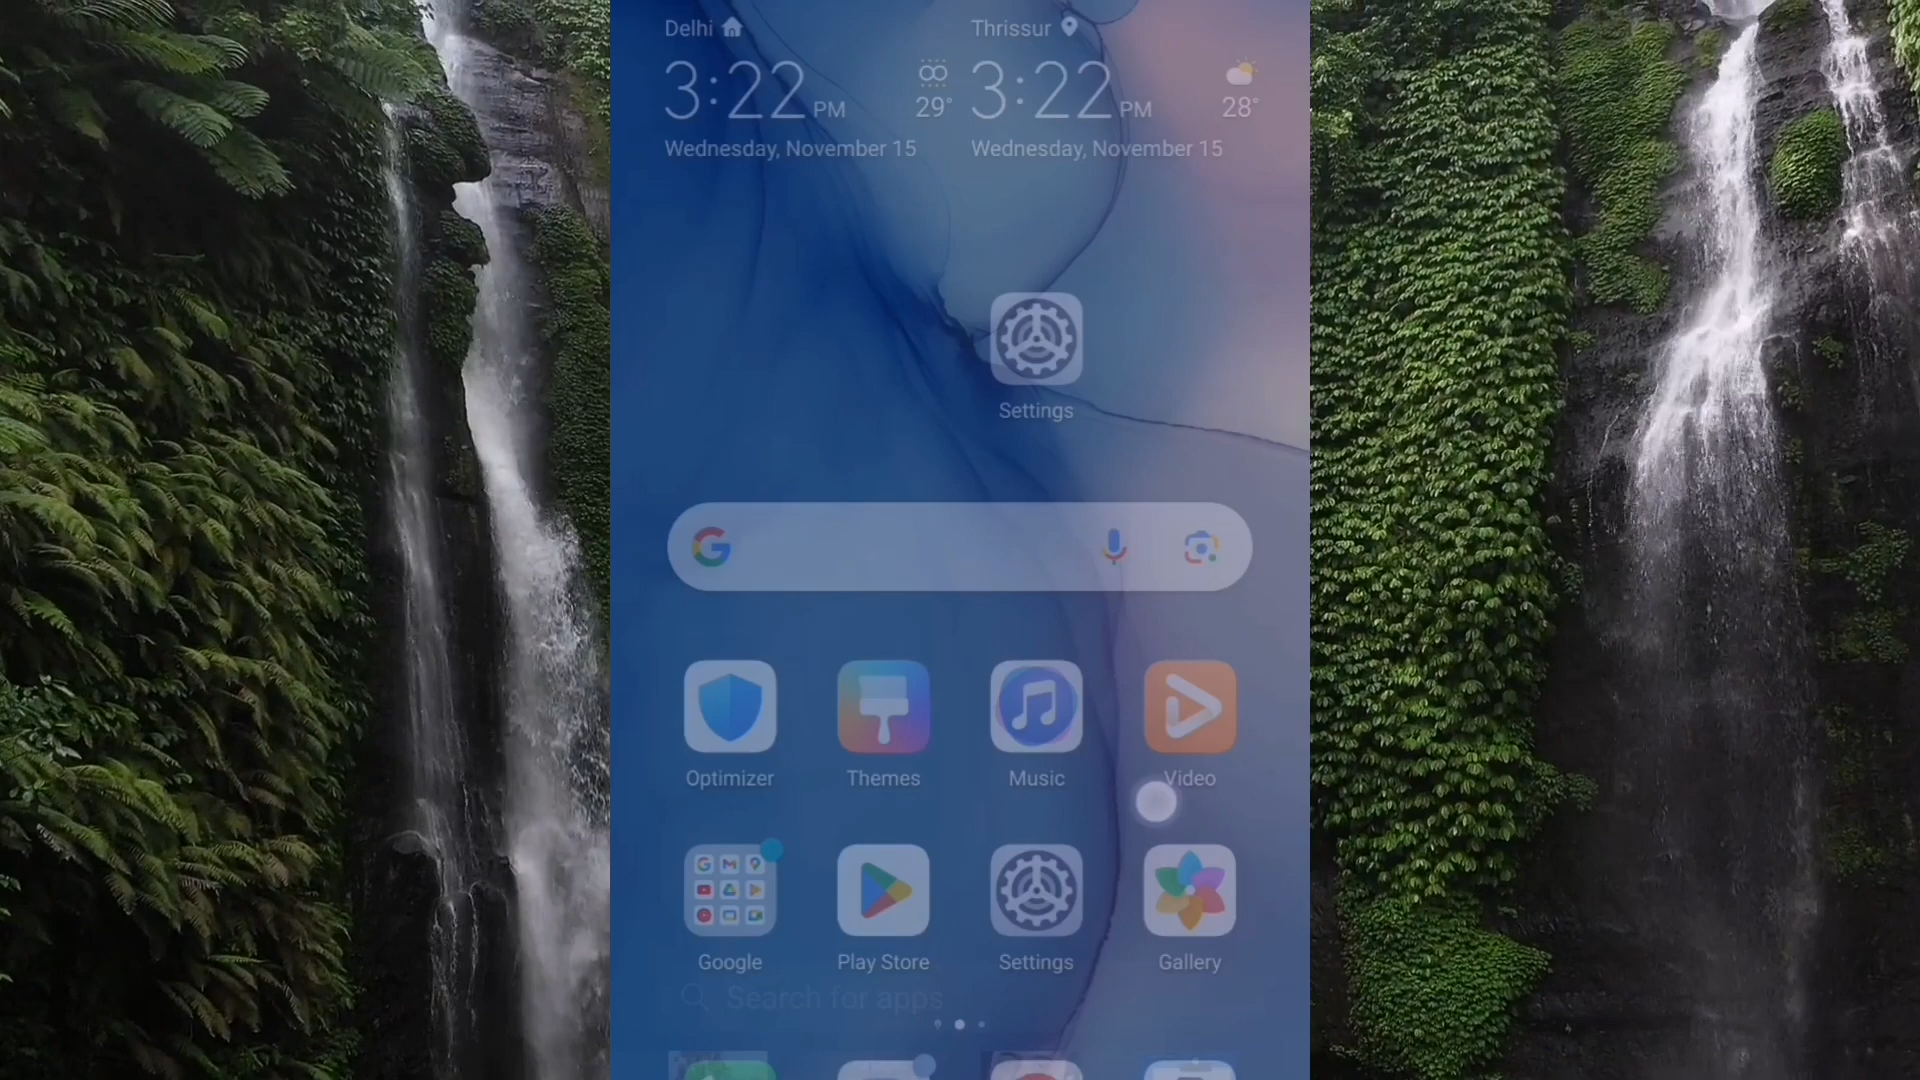 Delhi
Thrissur
3:22 PM
29°
3:22 PM
28°
Wednesday, November 15
Wednesday, November 15
Settings
Optimizer
Themes
Music
Video
Google
Play Store
Settings
Gallery
Search for apps